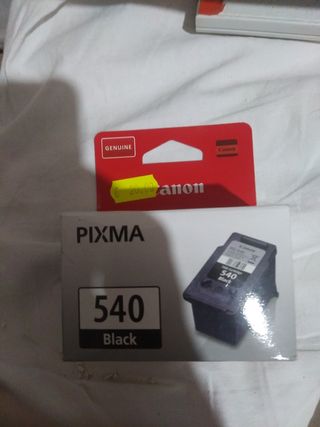 GENUINE
Canon
anon
PIXMA
540
Black
540
Black